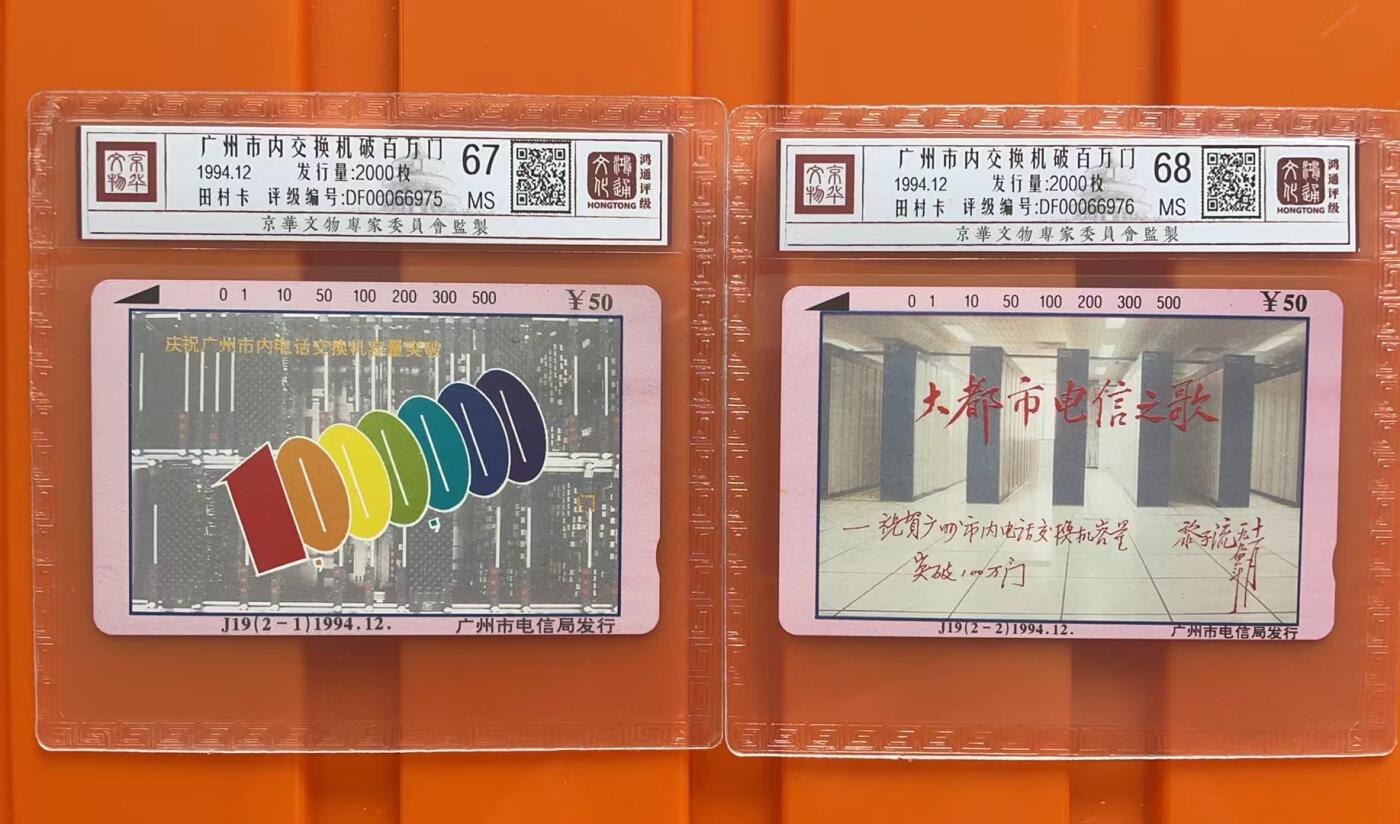 京华文物
广州市内交换机破百万门
1994.12 发行量:2000枚
田村卡 评级编号:DF00066975
67
MS
鸿通文化
HONGTONG
鸿通评级
京華文物專家委員會監製
0 1 10 50 100 200 300 500
¥50
庆祝广州市内电话交换机容量突破
1000000
J19(2-1)1994.12.
广州市电信局发行
京华文物
广州市内交换机破百万门
1994.12 发行量:2000枚
田村卡 评级编号:DF00066976
68
MS
鸿通文化
HONGTONG
鸿通评级
京華文物專家委員會監製
0 1 10 50 100 200 300 500
¥50
大都市电信之歌
一祝賀广州市内电话交换机容量
突破100万门
黎子流
J19(2-2)1994.12.
广州市电信局发行